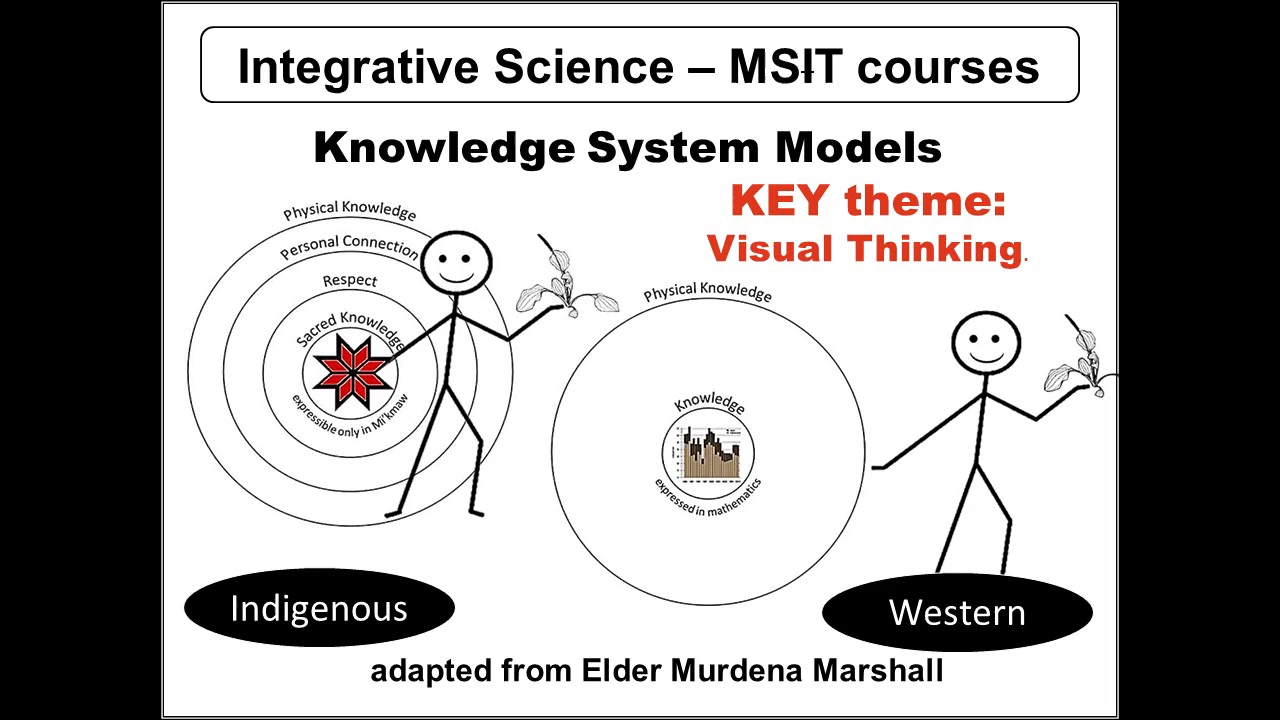 Integrative Science – MSɨT courses
Knowledge System Models
KEY theme:
Visual Thinking.
Physical Knowledge
Personal Connection
Respect
Sacred Knowledge
expressible only in Mi'kmaw
Physical Knowledge
Knowledge
expressed in mathematics
Indigenous
Western
adapted from Elder Murdena Marshall